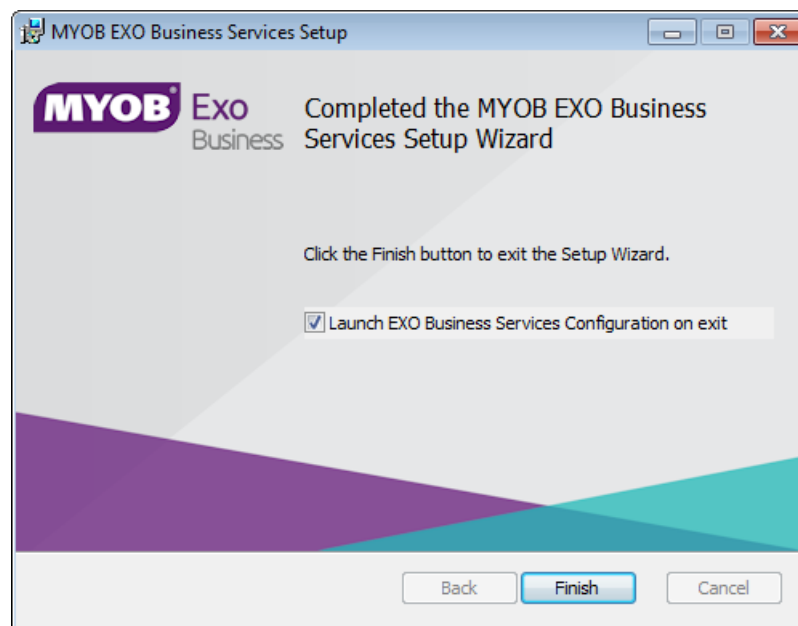 MYOB EXO Business Services Setup
MYOB Exo
Business
Completed the MYOB EXO Business
Services Setup Wizard
Click the Finish button to exit the Setup Wizard.
Launch EXO Business Services Configuration on exit
Back Finish Cancel